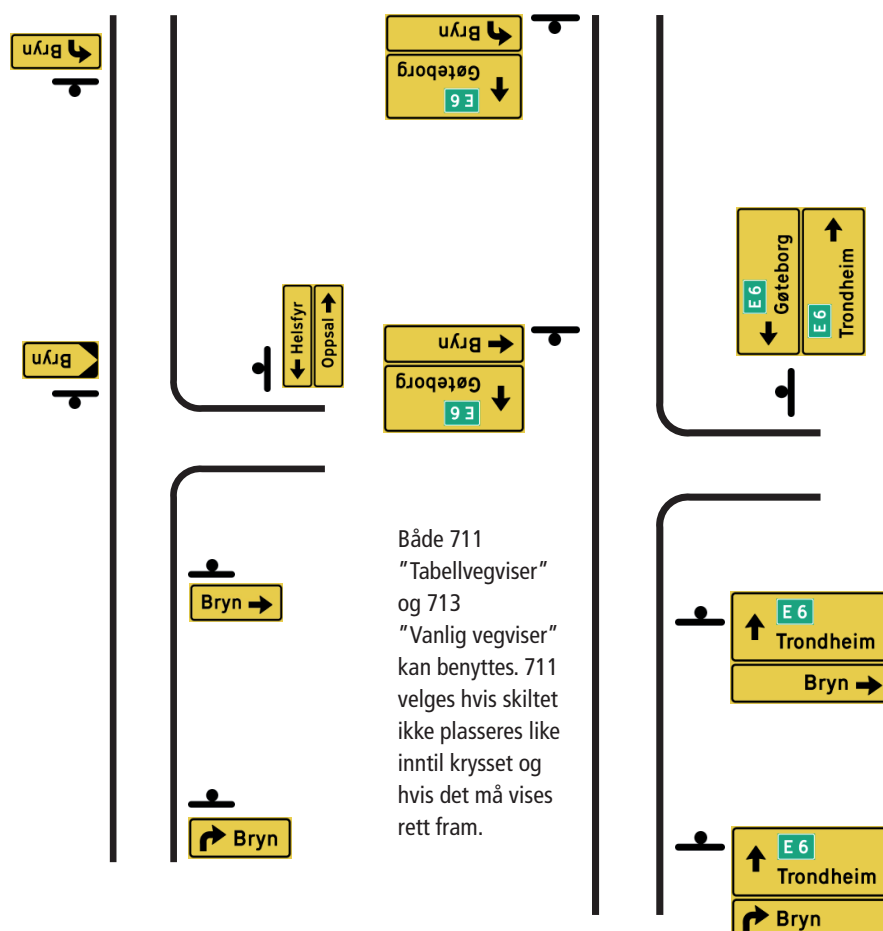 Bryn
Bryn
Helsfyr
Oppsal
Bryn
Bryn
Bryn
Gøteborg
E 6
Bryn
Gøteborg
E 6
E 6
Gøteborg
E 6
Trondheim
Både 711
”Tabellvegviser”
og 713
”Vanlig vegviser”
kan benyttes. 711
velges hvis skiltet
ikke plasseres like
inntil krysset og
hvis det må vises
rett fram.
E 6
Trondheim
Bryn
E 6
Trondheim
Bryn